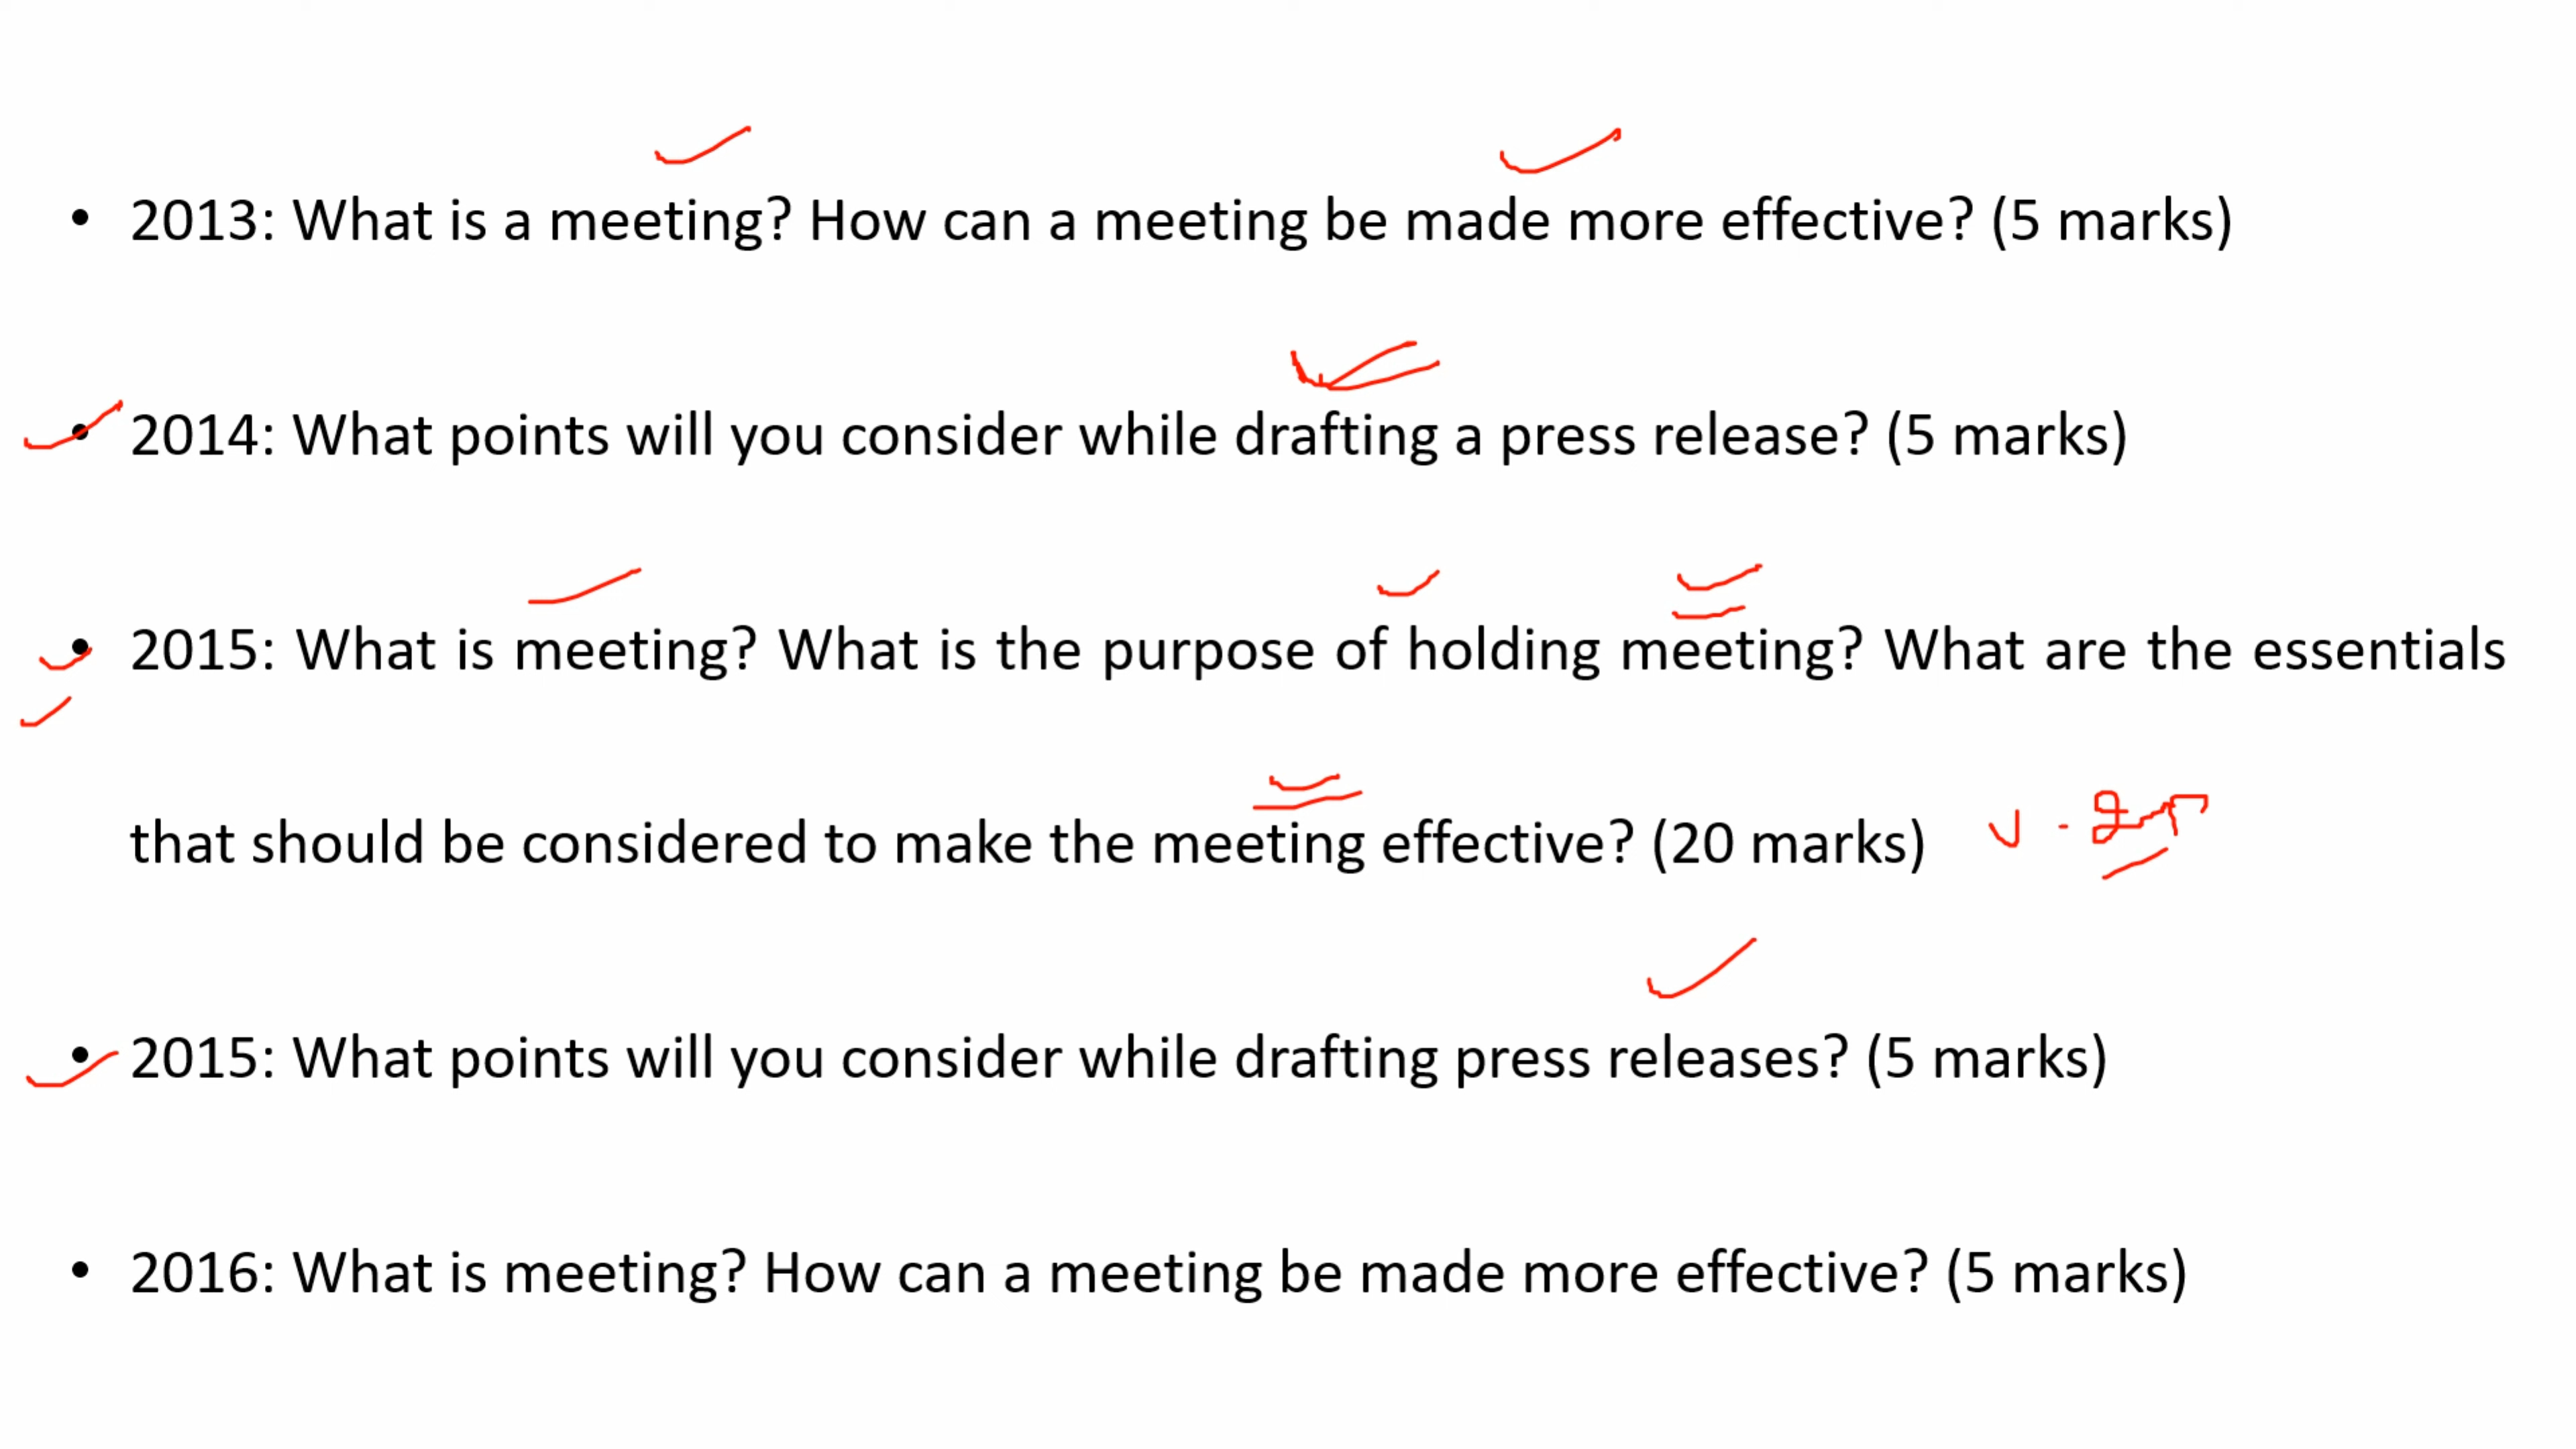 • 2013: What is a meeting? How can a meeting be made more effective? (5 marks)
• 2014: What points will you consider while drafting a press release? (5 marks)
• 2015: What is meeting? What is the purpose of holding meeting? What are the essentials
that should be considered to make the meeting effective? (20 marks) V. Imp
• 2015: What points will you consider while drafting press releases? (5 marks)
• 2016: What is meeting? How can a meeting be made more effective? (5 marks)